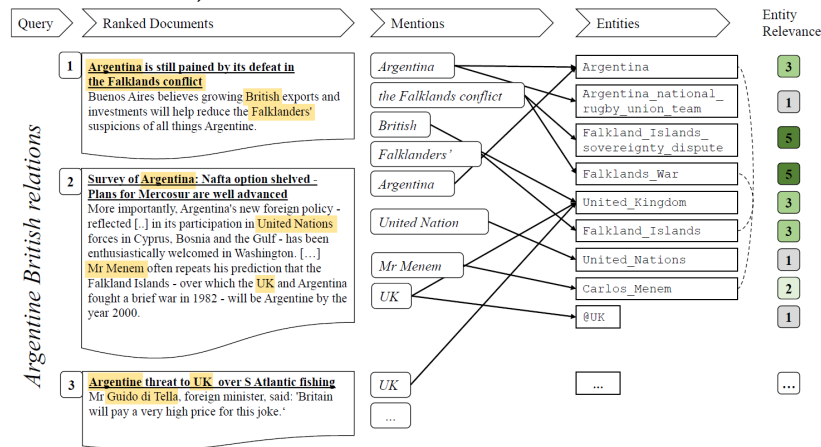 Query
Ranked Documents
Mentions
Entities
Entity
Relevance
Argentine British relations
1
Argentina is still pained by its defeat in
the Falklands conflict
Buenos Aires believes growing British exports and
investments will help reduce the Falklanders'
suspicions of all things Argentine.
2
Survey of Argentina: Nafta option shelved -
Plans for Mercosur are well advanced
More importantly, Argentina's new foreign policy -
reflected [..] in its participation in United Nations
forces in Cyprus, Bosnia and the Gulf - has been
enthusiastically welcomed in Washington. […]
Mr Menem often repeats his prediction that the
Falkland Islands - over which the UK and Argentina
fought a brief war in 1982 - will be Argentine by the
year 2000.
3
Argentine threat to UK over S Atlantic fishing
Mr Guido di Tella, foreign minister, said: 'Britain
will pay a very high price for this joke.‘
Argentina
the Falklands conflict
British
Falklanders’
Argentina
United Nation
Mr Menem
UK
UK
...
Argentina
Argentina_national_
rugby_union_team
Falkland_Islands_
sovereignty_dispute
Falklands_War
United_Kingdom
Falkland_Islands
United_Nations
Carlos_Menem
@UK
...
3
1
5
5
3
3
1
2
1
...